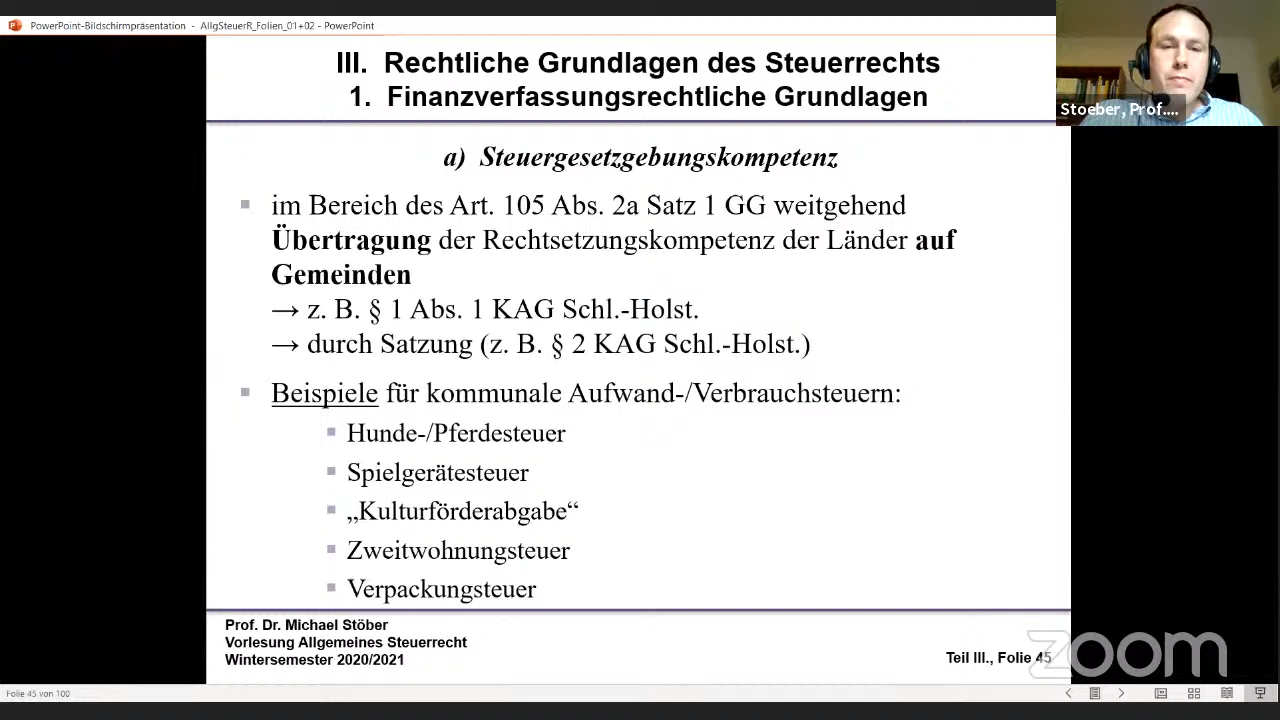 PowerPoint-Bildschirmpräsentation - AllgSteuerR_Folien_01+02 - PowerPoint
III. Rechtliche Grundlagen des Steuerrechts
1. Finanzverfassungsrechtliche Grundlagen
Stoeber, Prof....
a) Steuergesetzgebungskompetenz
im Bereich des Art. 105 Abs. 2a Satz 1 GG weitgehend
Übertragung der Rechtsetzungskompetenz der Länder auf
Gemeinden
→ z. B. § 1 Abs. 1 KAG Schl.-Holst.
→ durch Satzung (z. B. § 2 KAG Schl.-Holst.)
Beispiele für kommunale Aufwand-/Verbrauchsteuern:
Hunde-/Pferdesteuer
Spielgerätesteuer
„Kulturförderabgabe“
Zweitwohnungsteuer
Verpackungsteuer
Prof. Dr. Michael Stöber
Vorlesung Allgemeines Steuerrecht
Wintersemester 2020/2021
Teil III., Folie 45
zoom
Folie 45 von 100